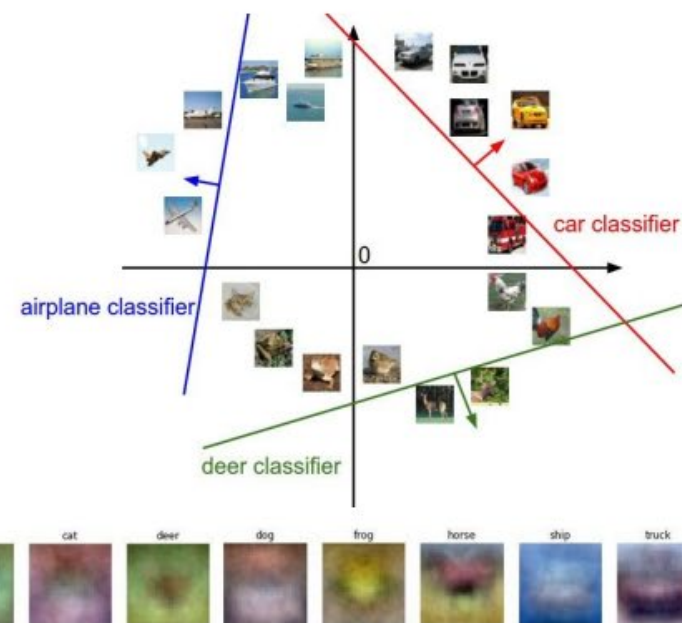 0
car classifier
airplane classifier
deer classifier
cat deer dog frog horse ship truck